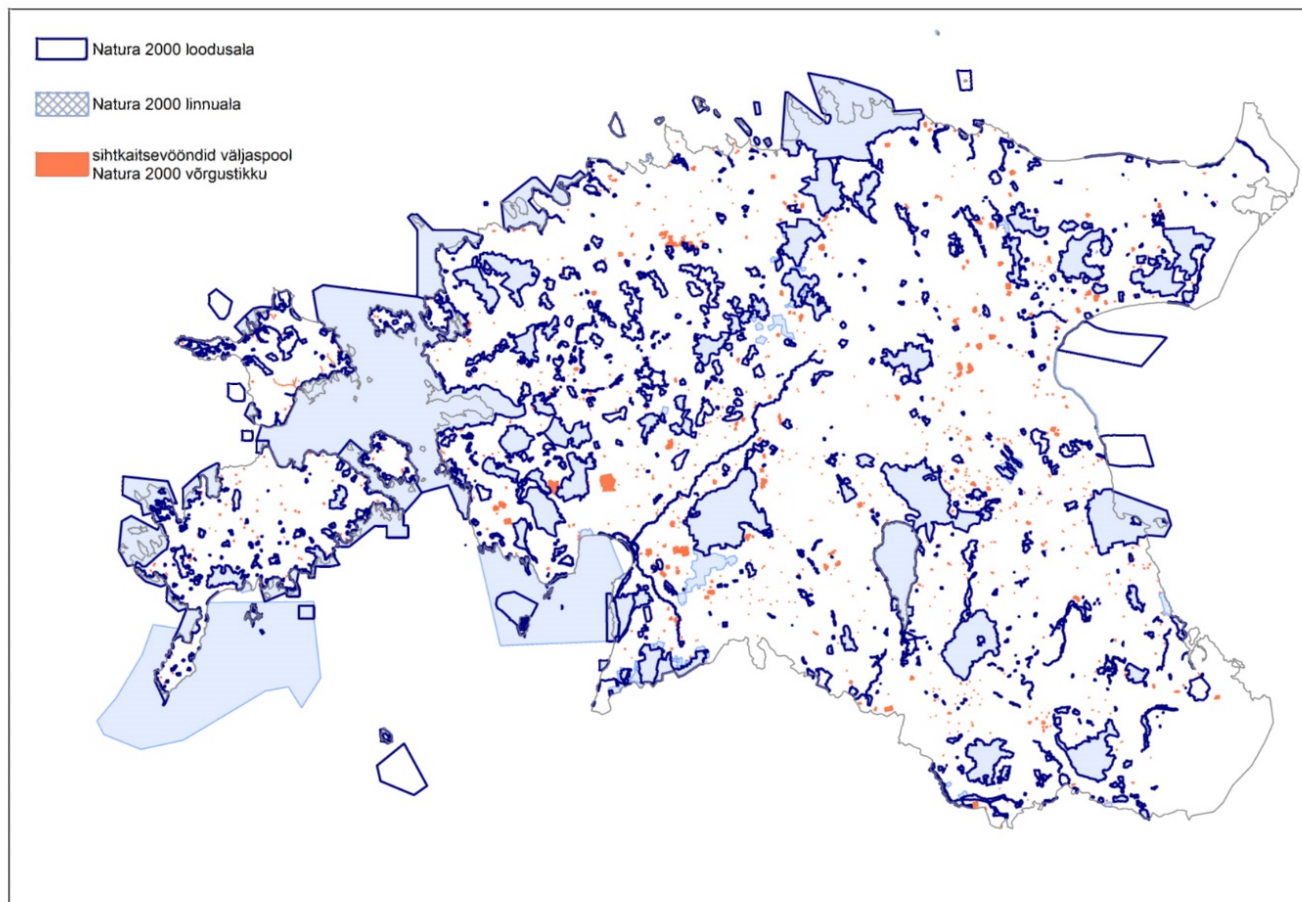 Natura 2000 loodusala
Natura 2000 linnuala
sihtkaitsevööndid väljaspool
Natura 2000 võrgustikku